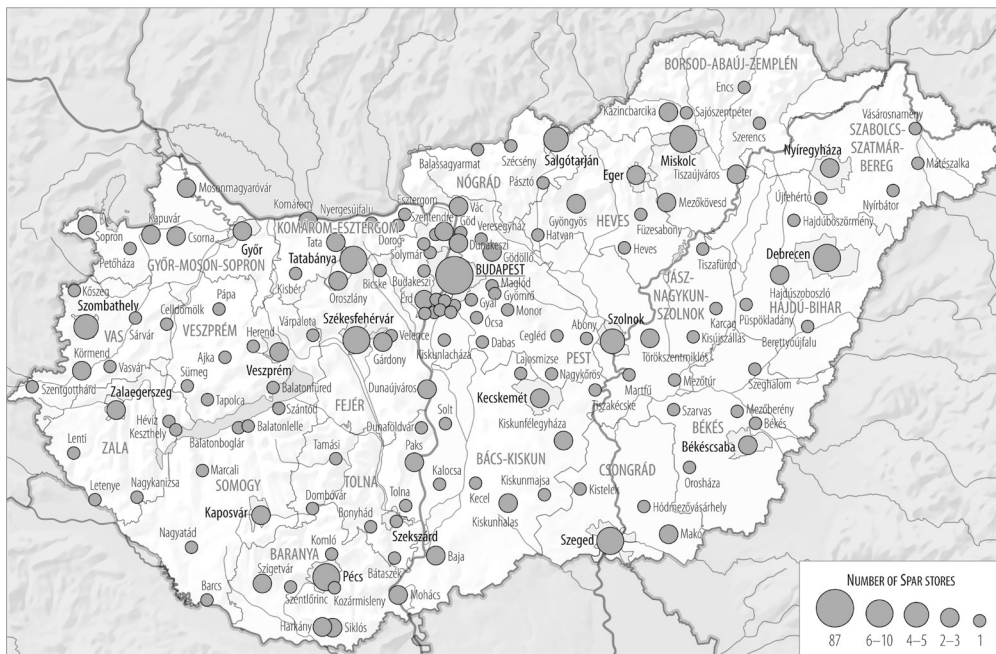 BORSOD-ABAÚJ-ZEMPLÉN
Encs
Kazincbarcika
Sajószentpéter
Vásárosnamény
SZABOLCS-
SZATMÁR-
BEREG
Szerencs
Szécsény
Balassagyarmat
Salgótarján
Miskolc
Nyíregyháza
Mátészalka
NÓGRÁD
Pásztó
Eger
Tiszaújváros
Mosonmagyaróvár
Újfehértó
Nyírbátor
Komárom
Nyergesújfalu
Esztergom
Vác
Gyöngyös
Mezőkövesd
Hajdúböszörmény
Szentendre
Göd
Veresegyház
HEVES
Füzesabony
Sopron
Kapuvár
Csorna
Győr
KOMÁROM-ESZTERGOM
Dorog
Tata
Solymár
Dunakeszi
Hatvan
Petőháza
GYŐR-MOSON-SOPRON
Tatabánya
Gödöllő
Heves
Tiszafüred
Debrecen
Kisbér
Bicske
Budakeszi
BUDAPEST
Oroszlány
Maglód
Hajdúszoboszló
JÁSZ-
NAGYKUN-
SZOLNOK
Kőszeg
Pápa
Érd
Gyál
Gyömrő
Szombathely
Celldömölk
HAJDÚ-BIHAR
Karcag
Püspökladány
VAS
Sárvár
VESZPRÉM
Várpalota
Székesfehérvár
Ócsa
Monor
Herend
Velence
Cegléd
Abony
Szolnok
Kisújszállás
Berettyóújfalu
Gárdony
Kiskunlacháza
Dabas
PEST
Törökszentmiklós
Körmend
Vasvár
Ajka
Veszprém
Lajosmizse
Nagykőrös
Szentgotthárd
Sümeg
Balatonfüred
Dunaújváros
Martfű
Mezőtúr
Szeghalom
Zalaegerszeg
Tapolca
FEJÉR
Kecskemét
Tiszakécske
Szántód
Solt
Szarvas
Mezőberény
Hévíz
Keszthely
Balatonlelle
Balatonboglár
Dunaföldvár
Kiskunfélegyháza
BÉKÉS
Békés
ZALA
Békéscsaba
Lenti
Tamási
Paks
Marcali
BÁCS-KISKUN
CSONGRÁD
Orosháza
SOMOGY
TOLNA
Kalocsa
Kiskunmajsa
Letenye
Nagykanizsa
Dombóvár
Tolna
Kecel
Kistelek
Kaposvár
Bonyhád
Kiskunhalas
Hódmezővásárhely
Nagyatád
Szekszárd
Szeged
Makó
BARANYA
Komló
Baja
Szigetvár
Pécs
Bátaszék
Barcs
Szentlőrinc
Kozármisleny
Mohács
Harkány
Siklós
NUMBER OF SPAR STORES
87
6–10
4–5
2–3
1